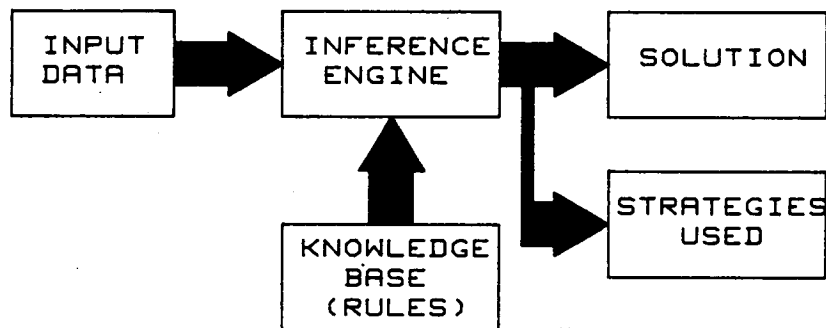 INPUT
DATA
INFERENCE
ENGINE
SOLUTION
STRATEGIES
USED
KNOWLEDGE
BASE
(RULES)